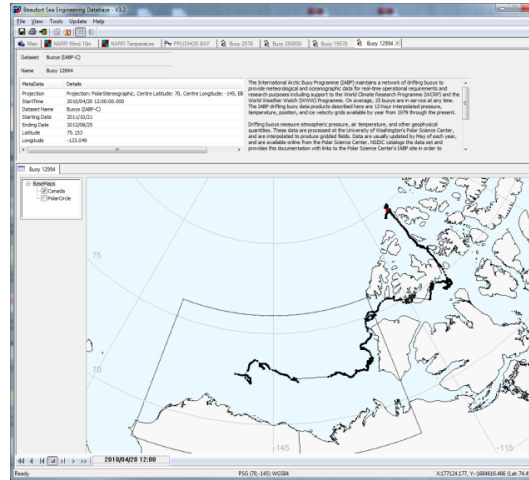 Beaufort Sea Engineering Database - V3.2
File View Tools Update Help
Main NARR Wind 10m NARR Temperature PRUDHOE BAY Buoy 2578 Buoy 250800 Buoy 19578 Buoy 12994
Dataset Buoys (IABP-C)
Name Buoy 12994
MetaData Details
Projection Projection: PolarStereographic, Centre Latitude: 70, Centre Longitude: -145, Ell
StartTime 2010/04/20 12:00:00.000
Dataset Name Buoys (IABP-C)
Starting Date 2011/10/21
Ending Date 2012/08/25
Latitude 75.153
Longitude -123.049
The International Arctic Buoy Programme (IABP) maintains a network of drifting buoys to
provide meteorological and oceanographic data for real-time operational requirements and
research purposes including support to the World Climate Research Programme (WCRP) and the
World Weather Watch (WWW) Programme. On average, 25 buoys are in service at any time.
The IABP drifting buoy data products described here are 12-hour interpolated pressure,
temperature, position, and ice velocity grids available by year from 1979 through the present.
Drifting buoys measure atmospheric pressure, air temperature, and other geophysical
quantities. These data are processed at the University of Washington's Polar Science Center,
and are interpolated to produce gridded fields. Data are usually updated by May of each year,
and are available online from the Polar Science Center. NSIDC catalogs the data set and
provides this documentation with links to the Polar Science Center's IABP site in order to
Buoy 12994
BaseMaps
Canada
PolarCircle
75
70
-145
-115
2010/04/20 12:00
Ready PSG (70, -145) WGS84 X:177124.177, Y:-1684616.466 (Lat: 74.4